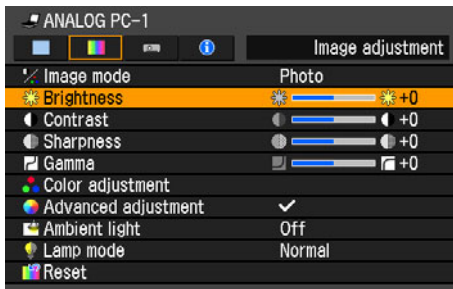 ANALOG PC-1
Image adjustment
Image mode Photo
Brightness +0
Contrast +0
Sharpness +0
Gamma +0
Color adjustment
Advanced adjustment ✓
Ambient light Off
Lamp mode Normal
Reset